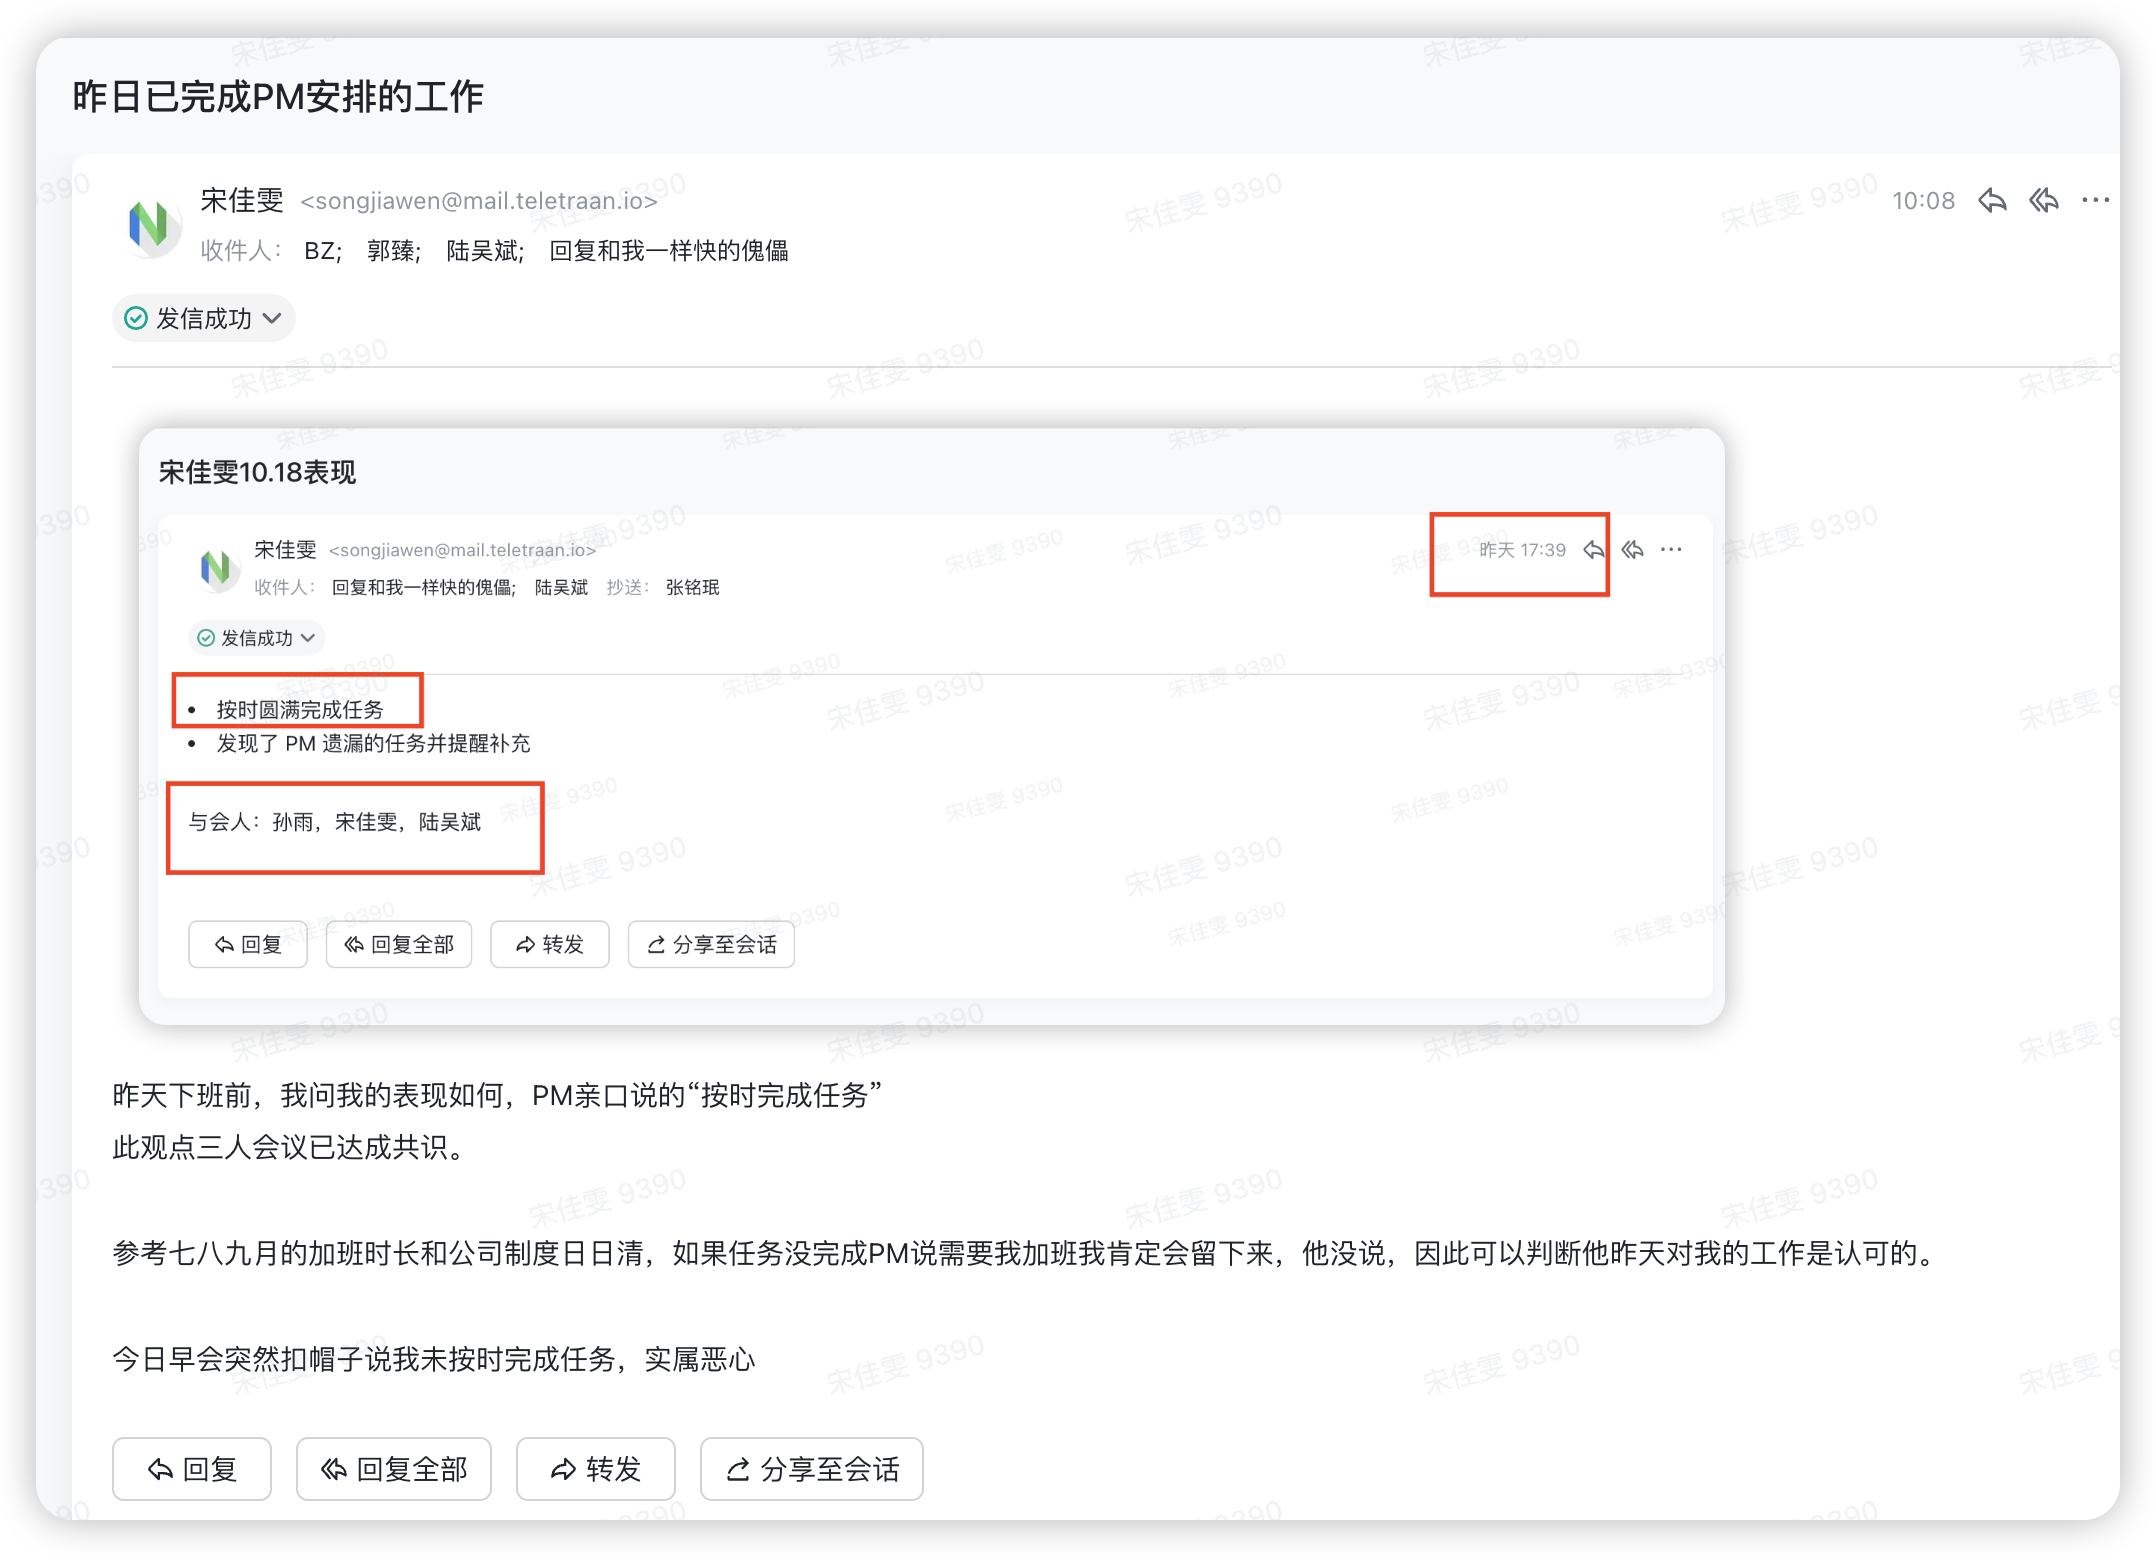 昨日已完成PM安排的工作
宋佳雯 <songjiawen@mail.teletraan.io> 10:08
收件人： BZ; 郭臻; 陆吴斌; 回复和我一样快的傀儡
发信成功
宋佳雯10.18表现
宋佳雯 <songjiawen@mail.teletraan.io> 昨天 17:39
收件人： 回复和我一样快的傀儡; 陆吴斌 抄送： 张铭珉
发信成功
• 按时圆满完成任务
• 发现了 PM 遗漏的任务并提醒补充
与会人：孙雨，宋佳雯，陆吴斌
回复 回复全部 转发 分享至会话
昨天下班前，我问我的表现如何，PM亲口说的“按时完成任务”
此观点三人会议已达成共识。
参考七八九月的加班时长和公司制度日日清，如果任务没完成PM说需要我加班我肯定会留下来，他没说，因此可以判断他昨天对我的工作是认可的。
今日早会突然扣帽子说我未按时完成任务，实属恶心
回复 回复全部 转发 分享至会话
宋佳雯 9390